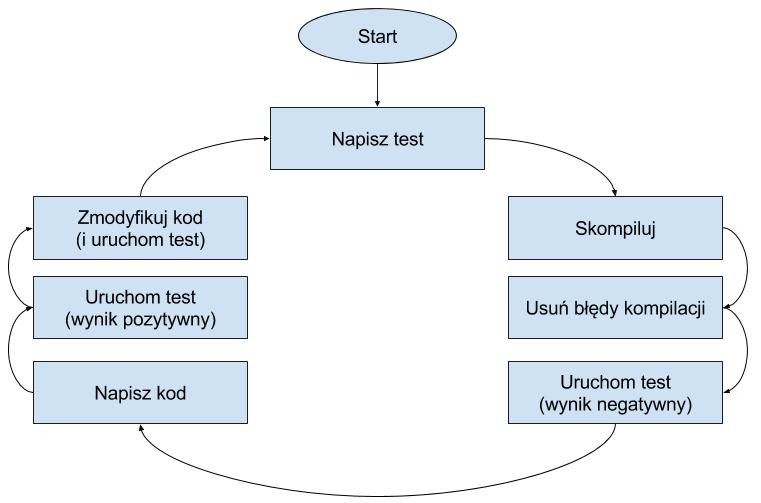 Start
Napisz test
Skompiluj
Usuń błędy kompilacji
Uruchom test
(wynik negatywny)
Napisz kod
Uruchom test
(wynik pozytywny)
Zmodyfikuj kod
(i uruchom test)